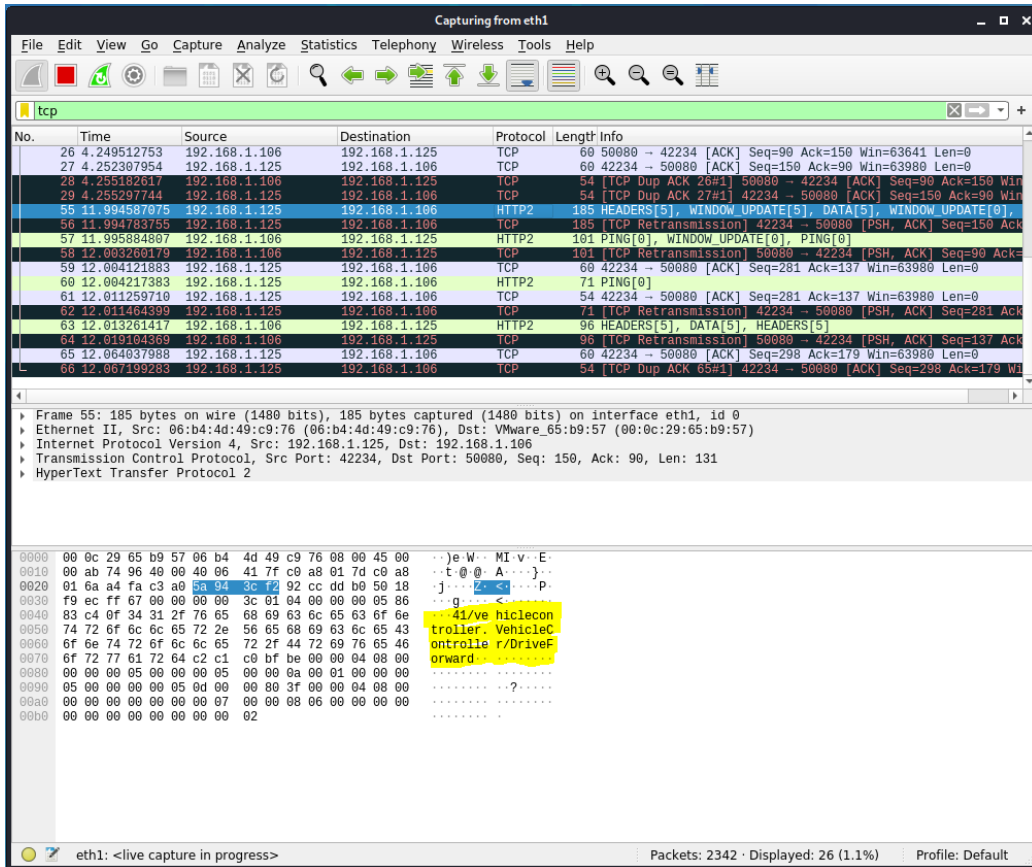 Capturing from eth1
File Edit View Go Capture Analyze Statistics Telephony Wireless Tools Help
tcp
No. Time Source Destination Protocol Length Info
26 4.249512753 192.168.1.106 192.168.1.125 TCP 60 50080 → 42234 [ACK] Seq=90 Ack=150 Win=63641 Len=0
27 4.252307954 192.168.1.125 192.168.1.106 TCP 60 42234 → 50080 [ACK] Seq=150 Ack=90 Win=63980 Len=0
28 4.255182617 192.168.1.106 192.168.1.125 TCP 54 [TCP Dup ACK 26#1] 50080 → 42234 [ACK] Seq=90 Ack=150 Win
29 4.255297744 192.168.1.125 192.168.1.106 TCP 54 [TCP Dup ACK 27#1] 42234 → 50080 [ACK] Seq=150 Ack=90 Win
55 11.994587075 192.168.1.125 192.168.1.106 HTTP2 185 HEADERS[5], WINDOW_UPDATE[5], DATA[5], WINDOW_UPDATE[0],
56 11.994783755 192.168.1.125 192.168.1.106 TCP 185 [TCP Retransmission] 42234 → 50080 [PSH, ACK] Seq=150 Ack
57 11.995884807 192.168.1.106 192.168.1.125 HTTP2 101 PING[0], WINDOW_UPDATE[0], PING[0]
58 12.003260179 192.168.1.106 192.168.1.125 TCP 101 [TCP Retransmission] 50080 → 42234 [PSH, ACK] Seq=90 Ack=
59 12.004121883 192.168.1.125 192.168.1.106 TCP 60 42234 → 50080 [ACK] Seq=281 Ack=137 Win=63980 Len=0
60 12.004217383 192.168.1.125 192.168.1.106 HTTP2 71 PING[0]
61 12.011259710 192.168.1.125 192.168.1.106 TCP 54 42234 → 50080 [ACK] Seq=281 Ack=137 Win=63980 Len=0
62 12.011464399 192.168.1.125 192.168.1.106 TCP 71 [TCP Retransmission] 42234 → 50080 [PSH, ACK] Seq=281 Ack
63 12.013261417 192.168.1.106 192.168.1.125 HTTP2 96 HEADERS[5], DATA[5], HEADERS[5]
64 12.019104369 192.168.1.106 192.168.1.125 TCP 96 [TCP Retransmission] 50080 → 42234 [PSH, ACK] Seq=137 Ack
65 12.064037988 192.168.1.125 192.168.1.106 TCP 60 42234 → 50080 [ACK] Seq=298 Ack=179 Win=63980 Len=0
66 12.067199283 192.168.1.125 192.168.1.106 TCP 54 [TCP Dup ACK 65#1] 42234 → 50080 [ACK] Seq=298 Ack=179 Wi
Frame 55: 185 bytes on wire (1480 bits), 185 bytes captured (1480 bits) on interface eth1, id 0
Ethernet II, Src: 06:b4:4d:49:c9:76 (06:b4:4d:49:c9:76), Dst: VMware_65:b9:57 (00:0c:29:65:b9:57)
Internet Protocol Version 4, Src: 192.168.1.125, Dst: 192.168.1.106
Transmission Control Protocol, Src Port: 42234, Dst Port: 50080, Seq: 150, Ack: 90, Len: 131
HyperText Transfer Protocol 2
0000 00 0c 29 65 b9 57 06 b4 4d 49 c9 76 08 00 45 00 ··)e·W·· MI·v··E·
0010 00 ab 74 96 40 00 40 06 41 7f c0 a8 01 7d c0 a8 ··t·@·@· A····}··
0020 01 6a a4 fa c3 a0 5a 94 3c f2 92 cc dd b0 50 18 ·j····Z· <·····P·
0030 f9 ec ff 67 00 00 00 00 3c 01 04 00 00 00 05 86 ···g···· <·······
0040 83 c4 0f 34 31 2f 76 65 68 69 63 6c 65 63 6f 6e ···41/ve hiclecon
0050 74 72 6f 6c 6c 65 72 2e 56 65 68 69 63 6c 65 43 troller. VehicleC
0060 6f 6e 74 72 6f 6c 6c 65 72 2f 44 72 69 76 65 46 ontrolle r/DriveF
0070 6f 72 77 61 72 64 c2 c1 c0 bf be 00 00 04 08 00 orward·· ········
0080 00 00 00 05 00 00 00 05 00 00 0a 00 01 00 00 00 ········ ········
0090 05 00 00 00 00 05 0d 00 00 80 3f 00 00 04 08 00 ········ ··?·····
00a0 00 00 00 00 00 00 00 07 00 00 08 06 00 00 00 00 ········ ········
00b0 00 00 00 00 00 00 00 00 02 ········ ·
eth1: <live capture in progress> Packets: 2342 · Displayed: 26 (1.1%) Profile: Default